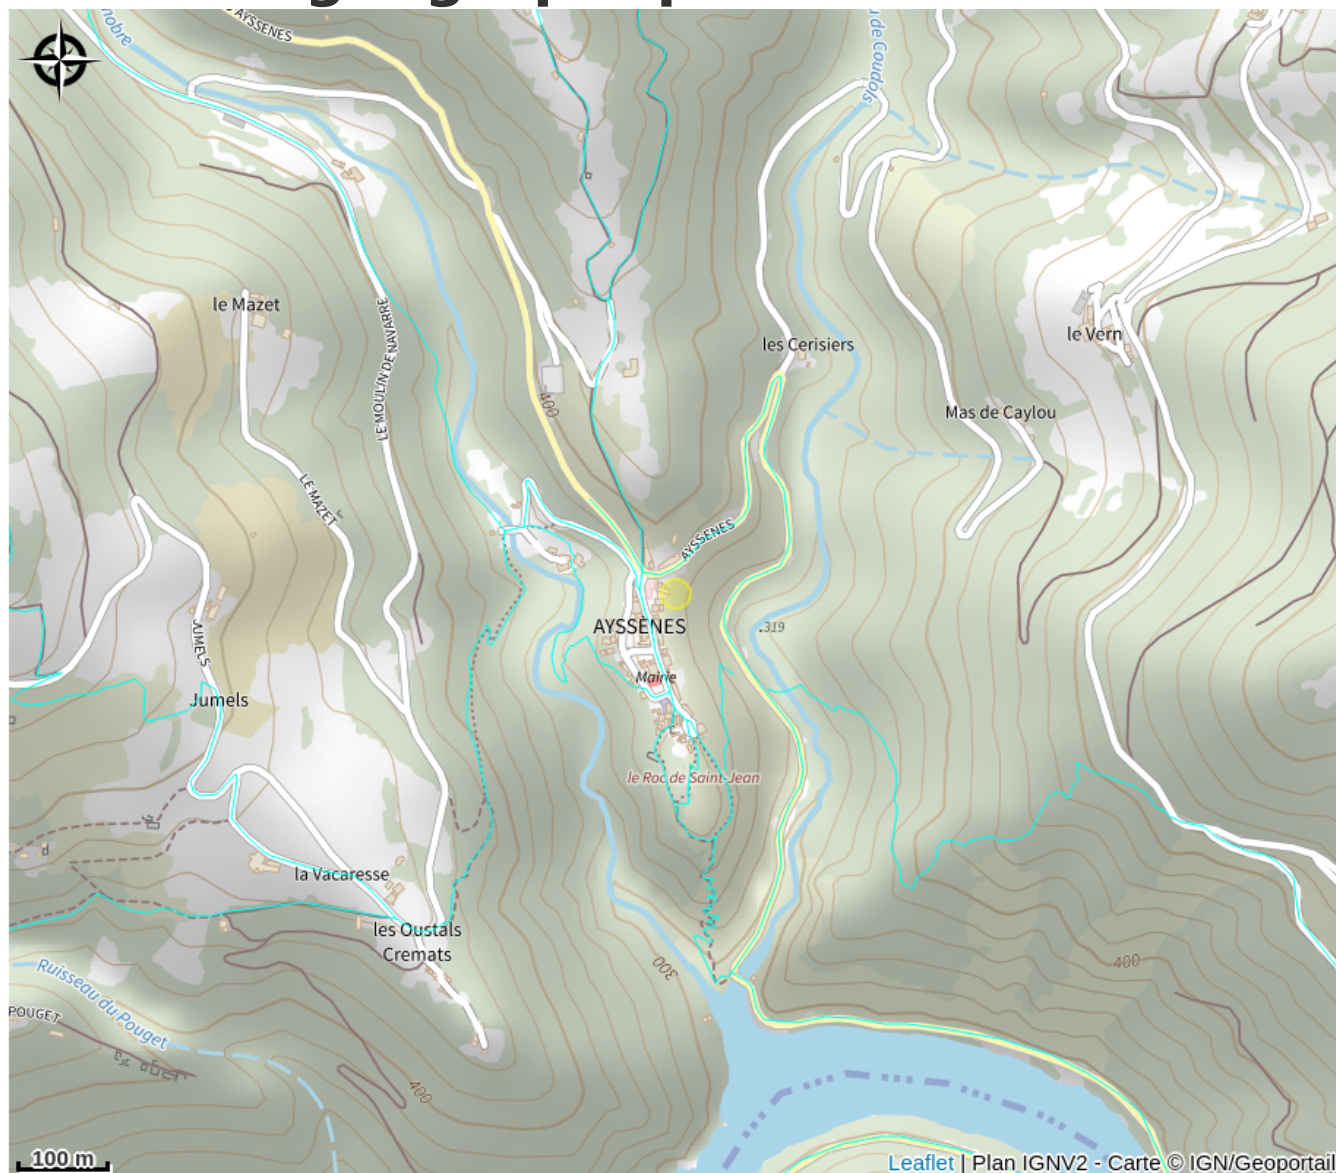 AYSSENES
de Coudols
le Mazet
LE MOULIN DE NAVARRE
les Cerisiers
le Vern
400
Mas de Caylou
LE MAZET
AYSSENES
AYSSENES
.319
JUMELS
Mairie
Jumels
le Roc de Saint-Jean
la Vacaresse
les Oustals
Cremats
300
400
Ruisseau du Pouget
POUGET
400
100 m
Leaflet | Plan IGNV2 - Carte © IGN/Geoportail